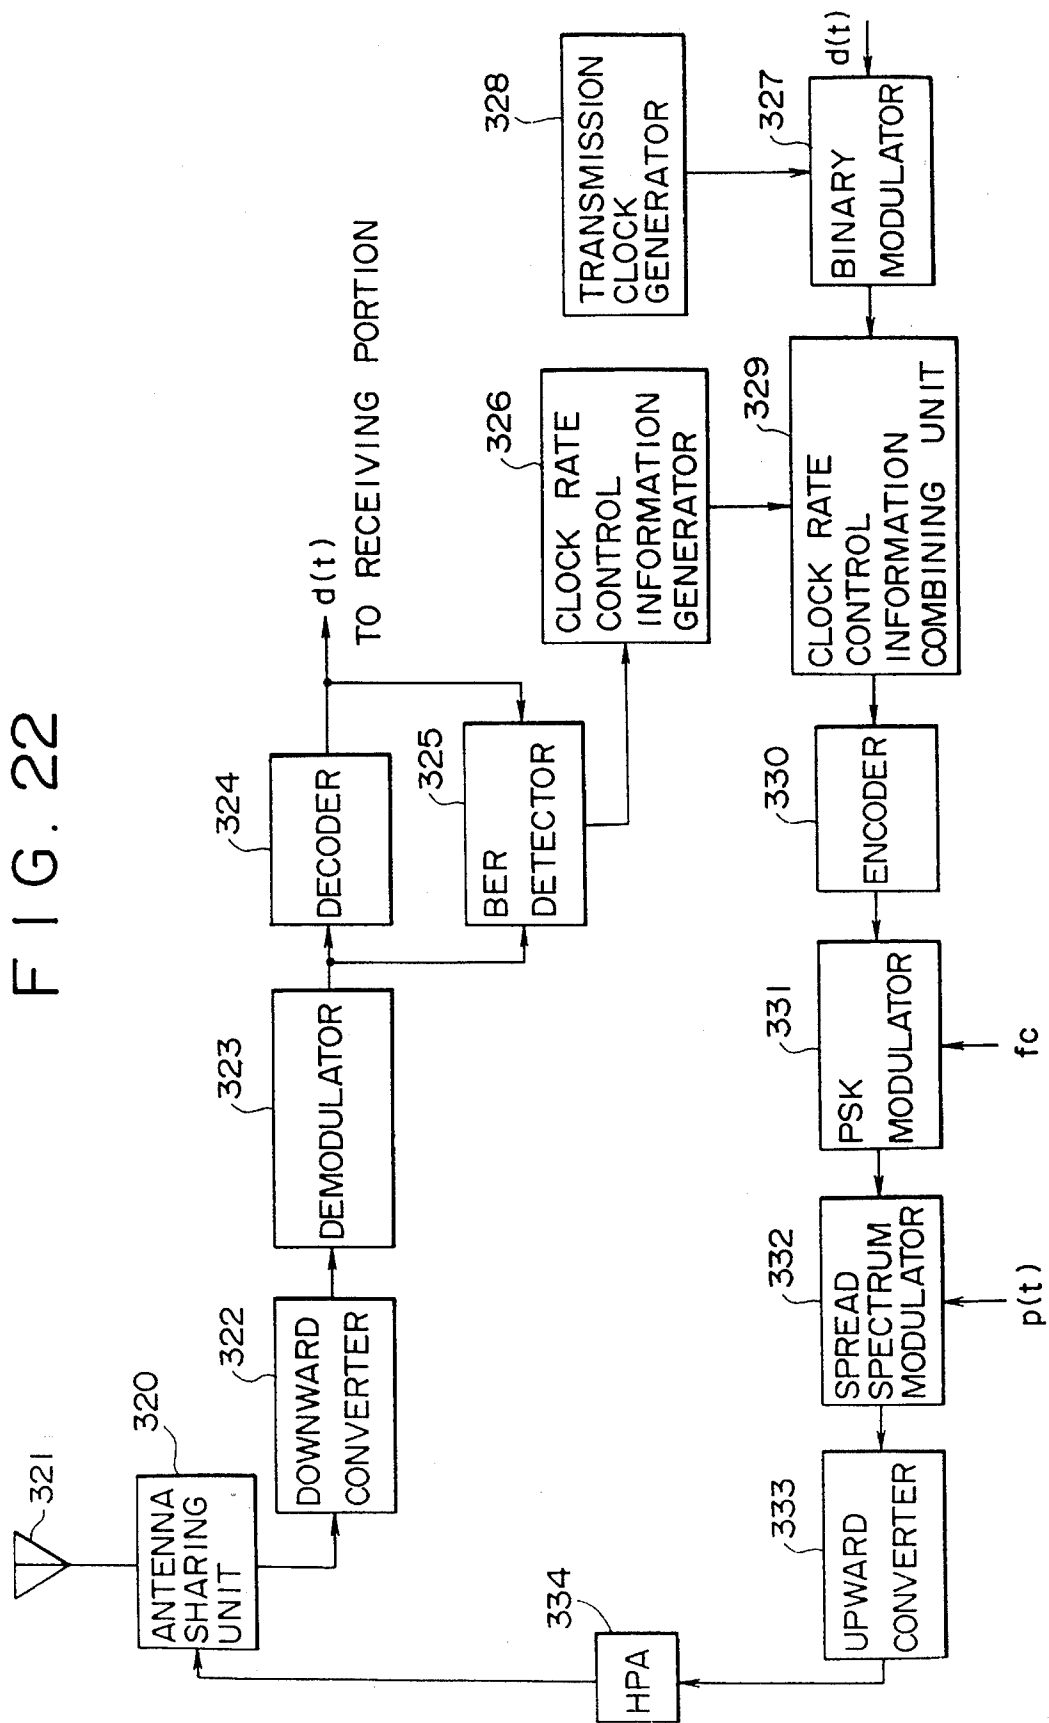 FIG. 22
321
320
ANTENNA
SHARING
UNIT
322
DOWNWARD
CONVERTER
323
DEMODULATOR
324
DECODER
d(t)
TO RECEIVING PORTION
325
BER
DETECTOR
326
CLOCK RATE
CONTROL
INFORMATION
GENERATOR
328
TRANSMISSION
CLOCK
GENERATOR
d(t)
327
BINARY
MODULATOR
329
CLOCK RATE
CONTROL
INFORMATION
COMBINING UNIT
330
ENCODER
331
PSK
MODULATOR
fc
332
SPREAD
SPECTRUM
MODULATOR
p(t)
333
UPWARD
CONVERTER
334
HPA